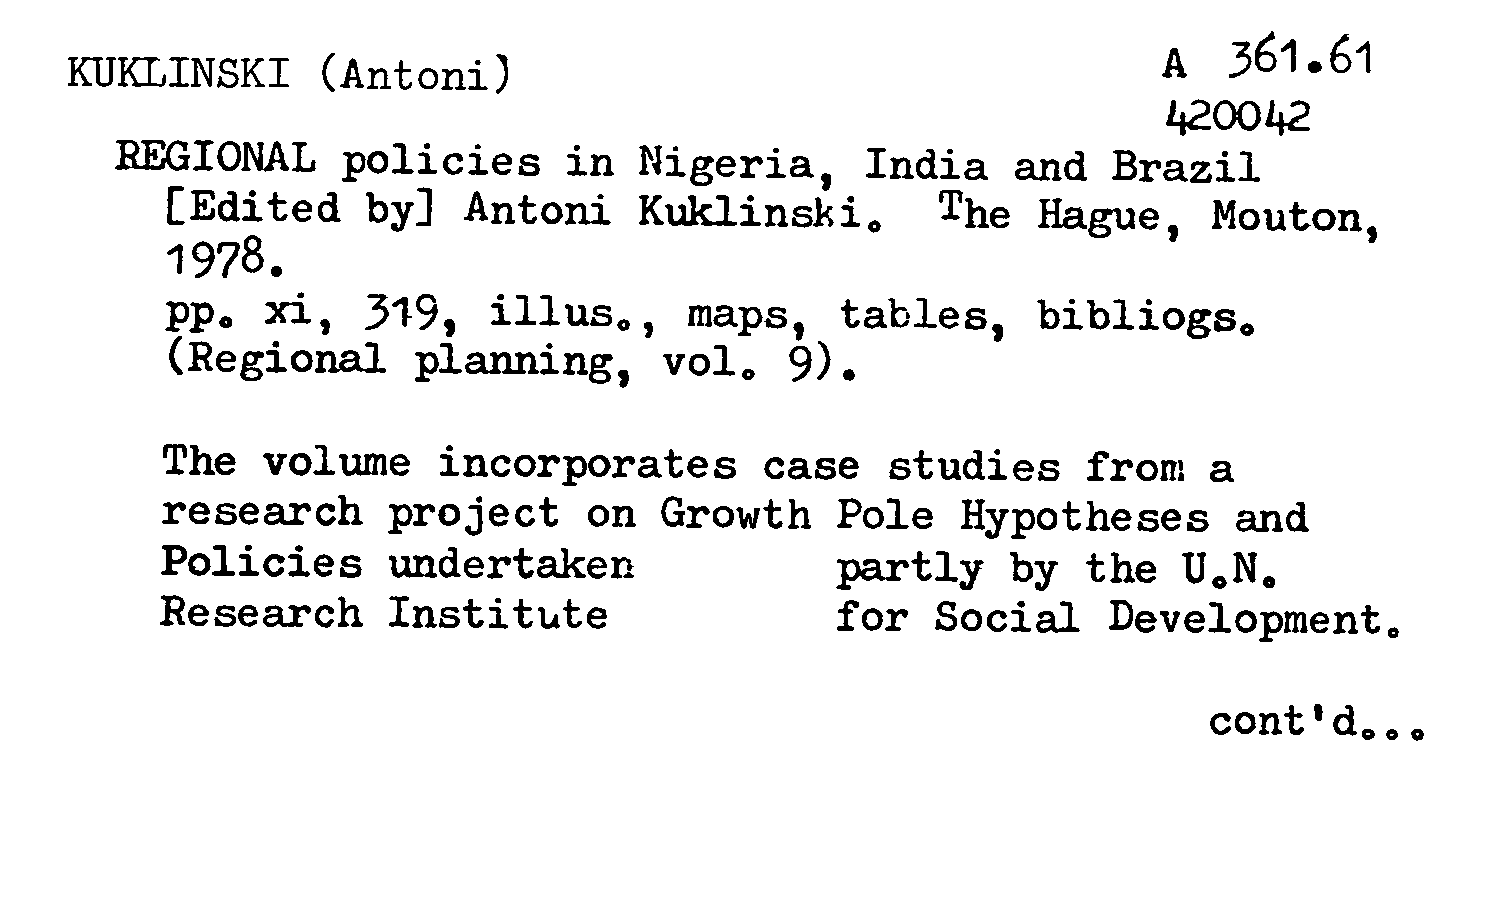 KUKLINSKI (Antoni)
A 361.61
420042
REGIONAL policies in Nigeria, India and Brazil
[Edited by] Antoni Kuklinski. The Hague, Mouton,
1978.
pp. xi, 319, illus., maps, tables, bibliogs.
(Regional planning, vol. 9).
The volume incorporates case studies from a
research project on Growth Pole Hypotheses and
Policies undertaken partly by the U.N.
Research Institute for Social Development.
cont'd...